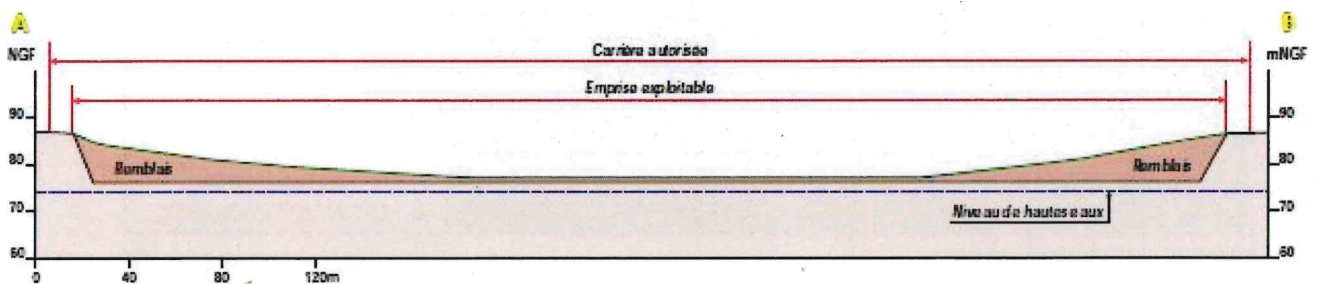 A
B
NGF
Carrière autorisée
mNGF
Emprise exploitable
90
90
80
Remblais
Remblais
80
70
Niveau de hautes eaux
70
60
60
0
40
80
120m